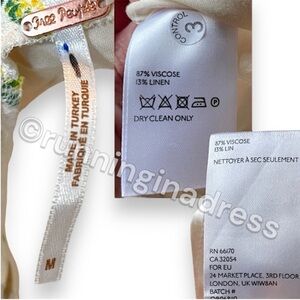 Free People
MADE IN TURKEY
FABRIQUÉ EN TURQUIE
M
CONTROL
3
87% VISCOSE
13% LINEN
DRY CLEAN ONLY
87% VISCOSE
13% LIN
NETTOYER À SEC SEULEMENT
RN 66170
CA 32054
FOR EU
24 MARKET PLACE, 3RD FLOOR
LONDON, UK W1W8AN
BATCH #
©runninginadress